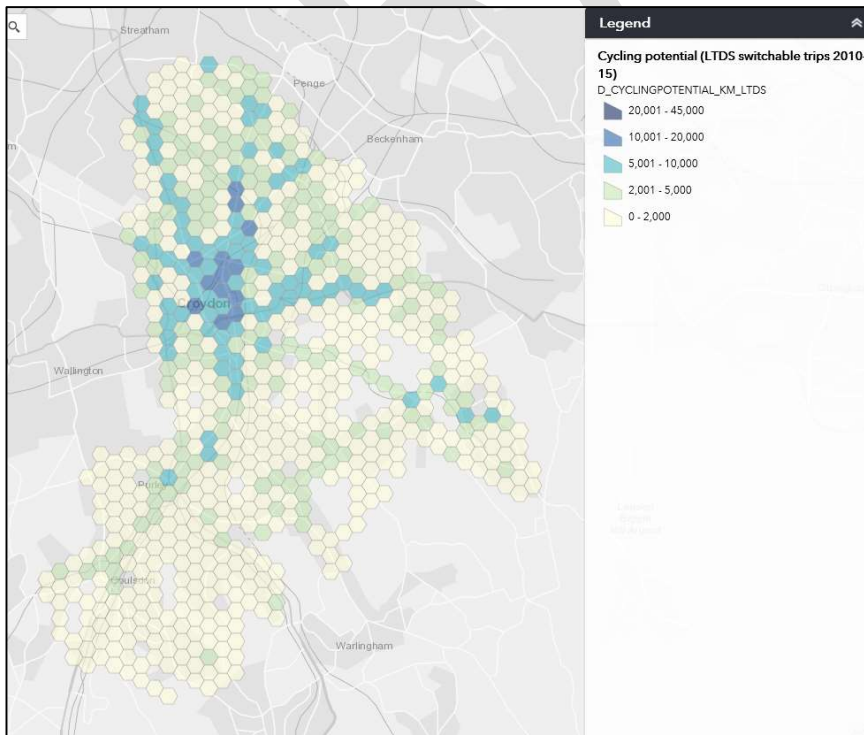 Legend
Cycling potential (LTDS switchable trips 2010-
15)
D_CYCLINGPOTENTIAL_KM_LTDS
20,001 - 45,000
10,001 - 20,000
5,001 - 10,000
2,001 - 5,000
0 - 2,000
Streatham
Penge
Beckenham
Croydon
Wallington
Purley
Coulsdon
Warlingham